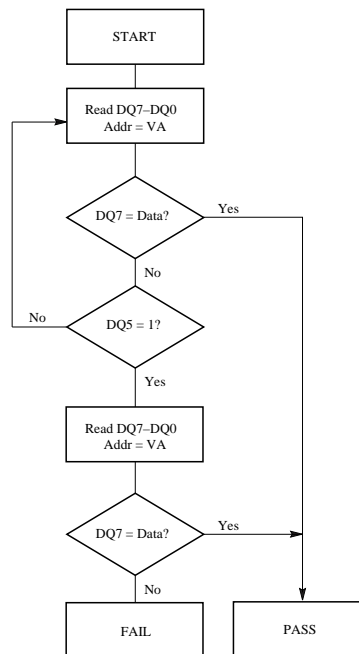 START
Read DQ7–DQ0
Addr = VA
DQ7 = Data?
Yes
No
No
DQ5 = 1?
Yes
Read DQ7–DQ0
Addr = VA
DQ7 = Data?
Yes
No
FAIL
PASS